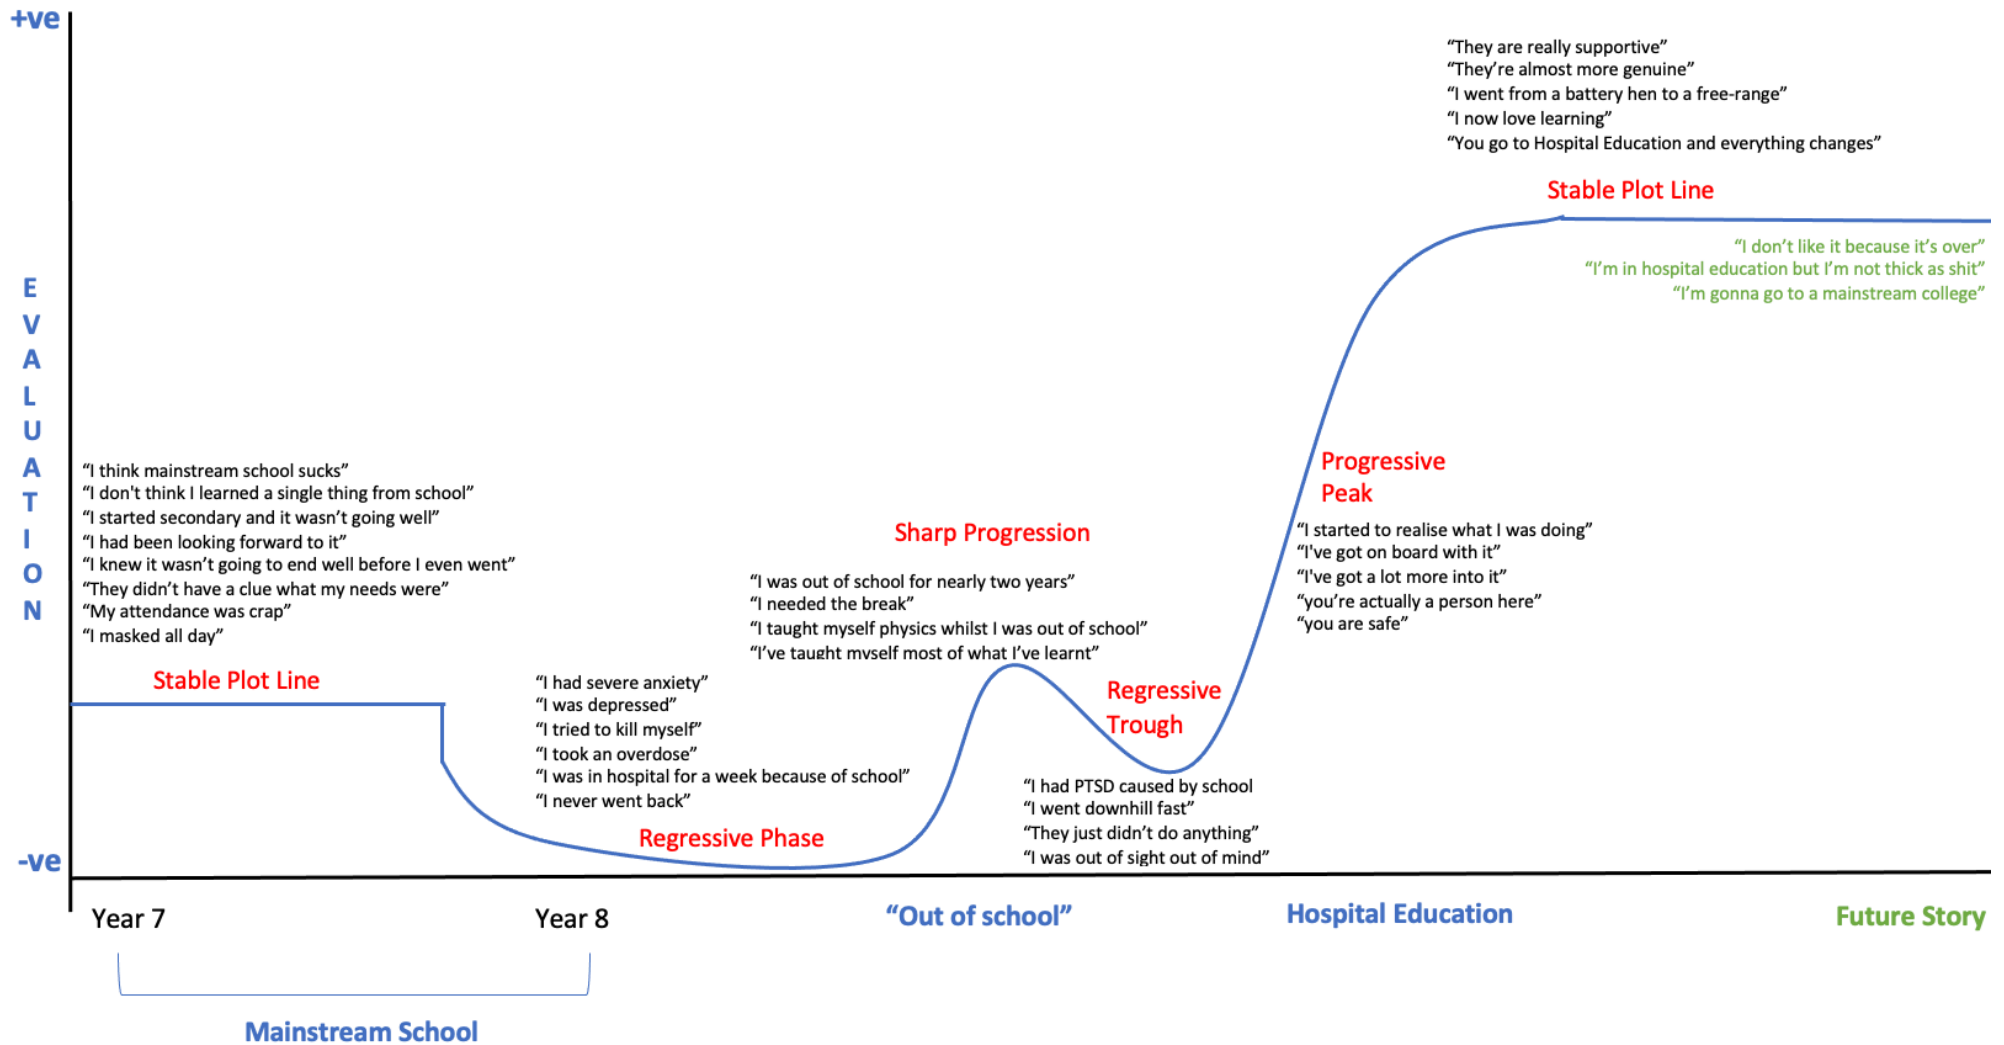 +ve
EVALUATION
-ve
“I think mainstream school sucks”
“I don't think I learned a single thing from school”
“I started secondary and it wasn’t going well”
“I had been looking forward to it”
“I knew it wasn’t going to end well before I even went”
“They didn’t have a clue what my needs were”
“My attendance was crap”
“I masked all day”
Stable Plot Line
“I had severe anxiety”
“I was depressed”
“I tried to kill myself”
“I took an overdose”
“I was in hospital for a week because of school”
“I never went back”
Regressive Phase
Sharp Progression
“I was out of school for nearly two years”
“I needed the break”
“I taught myself physics whilst I was out of school”
“I’ve taught myself most of what I’ve learnt”
Regressive
Trough
“I had PTSD caused by school
“I went downhill fast”
“They just didn’t do anything”
“I was out of sight out of mind”
Progressive
Peak
“I started to realise what I was doing”
“I've got on board with it”
“I've got a lot more into it”
“you’re actually a person here”
“you are safe”
“They are really supportive”
“They’re almost more genuine”
“I went from a battery hen to a free-range”
“I now love learning”
“You go to Hospital Education and everything changes”
Stable Plot Line
“I don’t like it because it’s over”
“I’m in hospital education but I’m not thick as shit”
“I’m gonna go to a mainstream college”
Year 7
Year 8
“Out of school”
Hospital Education
Future Story
Mainstream School